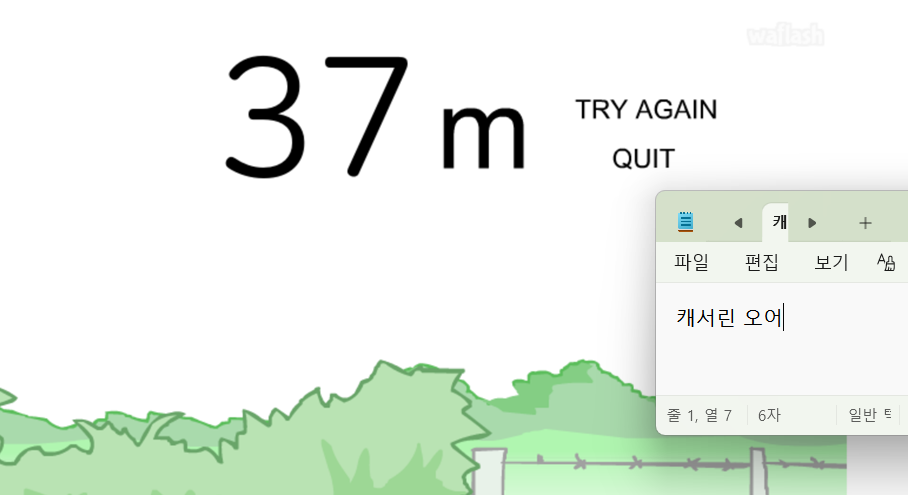 waflash
37 m
TRY AGAIN
QUIT
캐
파일 편집 보기
캐서린 오어
줄 1, 열 7 6자 일반